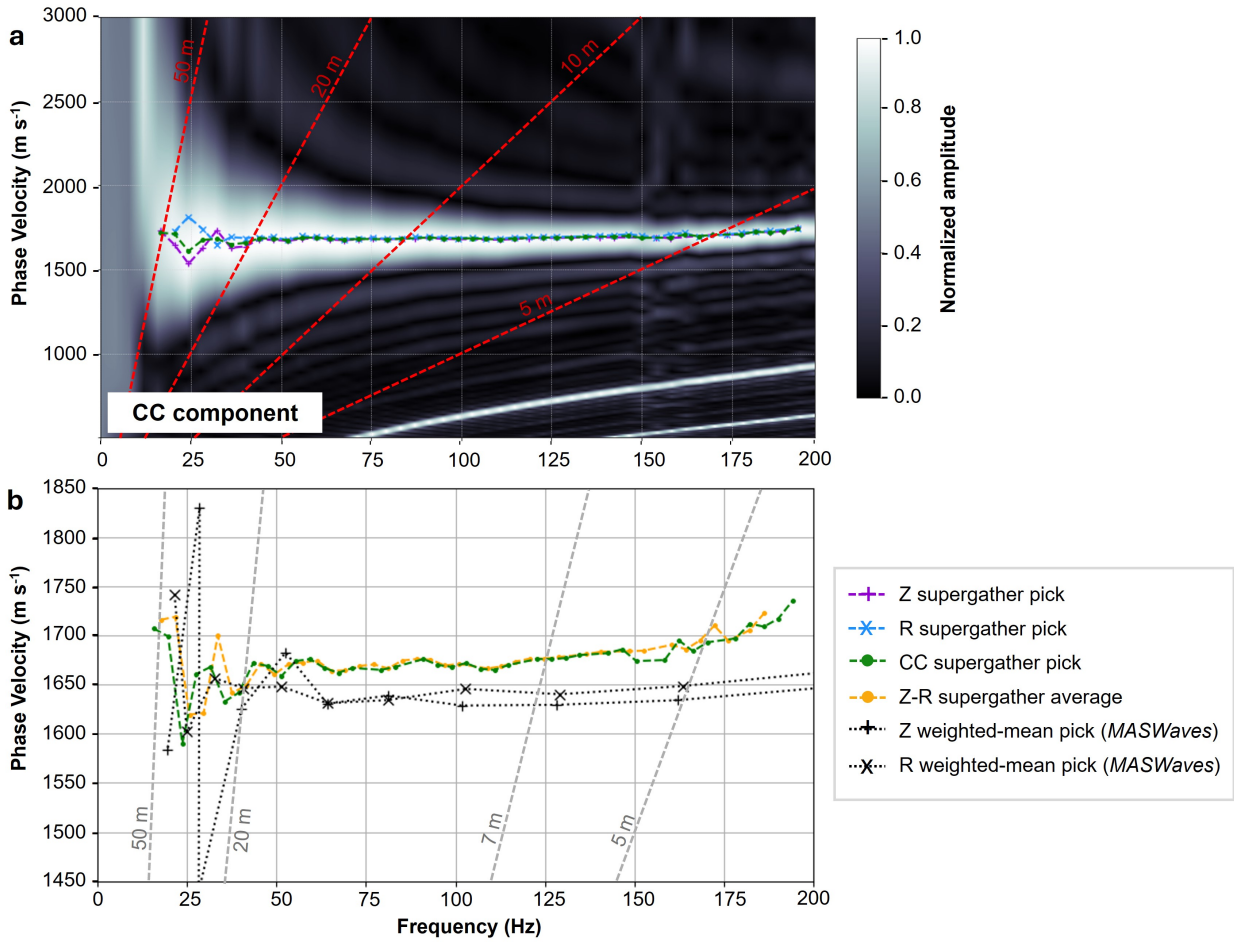 a
3000
2500
2000
1500
1000
Phase Velocity (m s-1)
50 m
20 m
10 m
5 m
CC component
0 25 50 75 100 125 150 175 200
1.0
0.8
0.6
0.4
0.2
0.0
Normalized amplitude
b
1850
1800
1750
1700
1650
1600
1550
1500
1450
Phase Velocity (m s-1)
50 m
20 m
7 m
5 m
0 25 50 75 100 125 150 175 200
Frequency (Hz)
Z supergather pick
R supergather pick
CC supergather pick
Z-R supergather average
Z weighted-mean pick (MASWaves)
R weighted-mean pick (MASWaves)